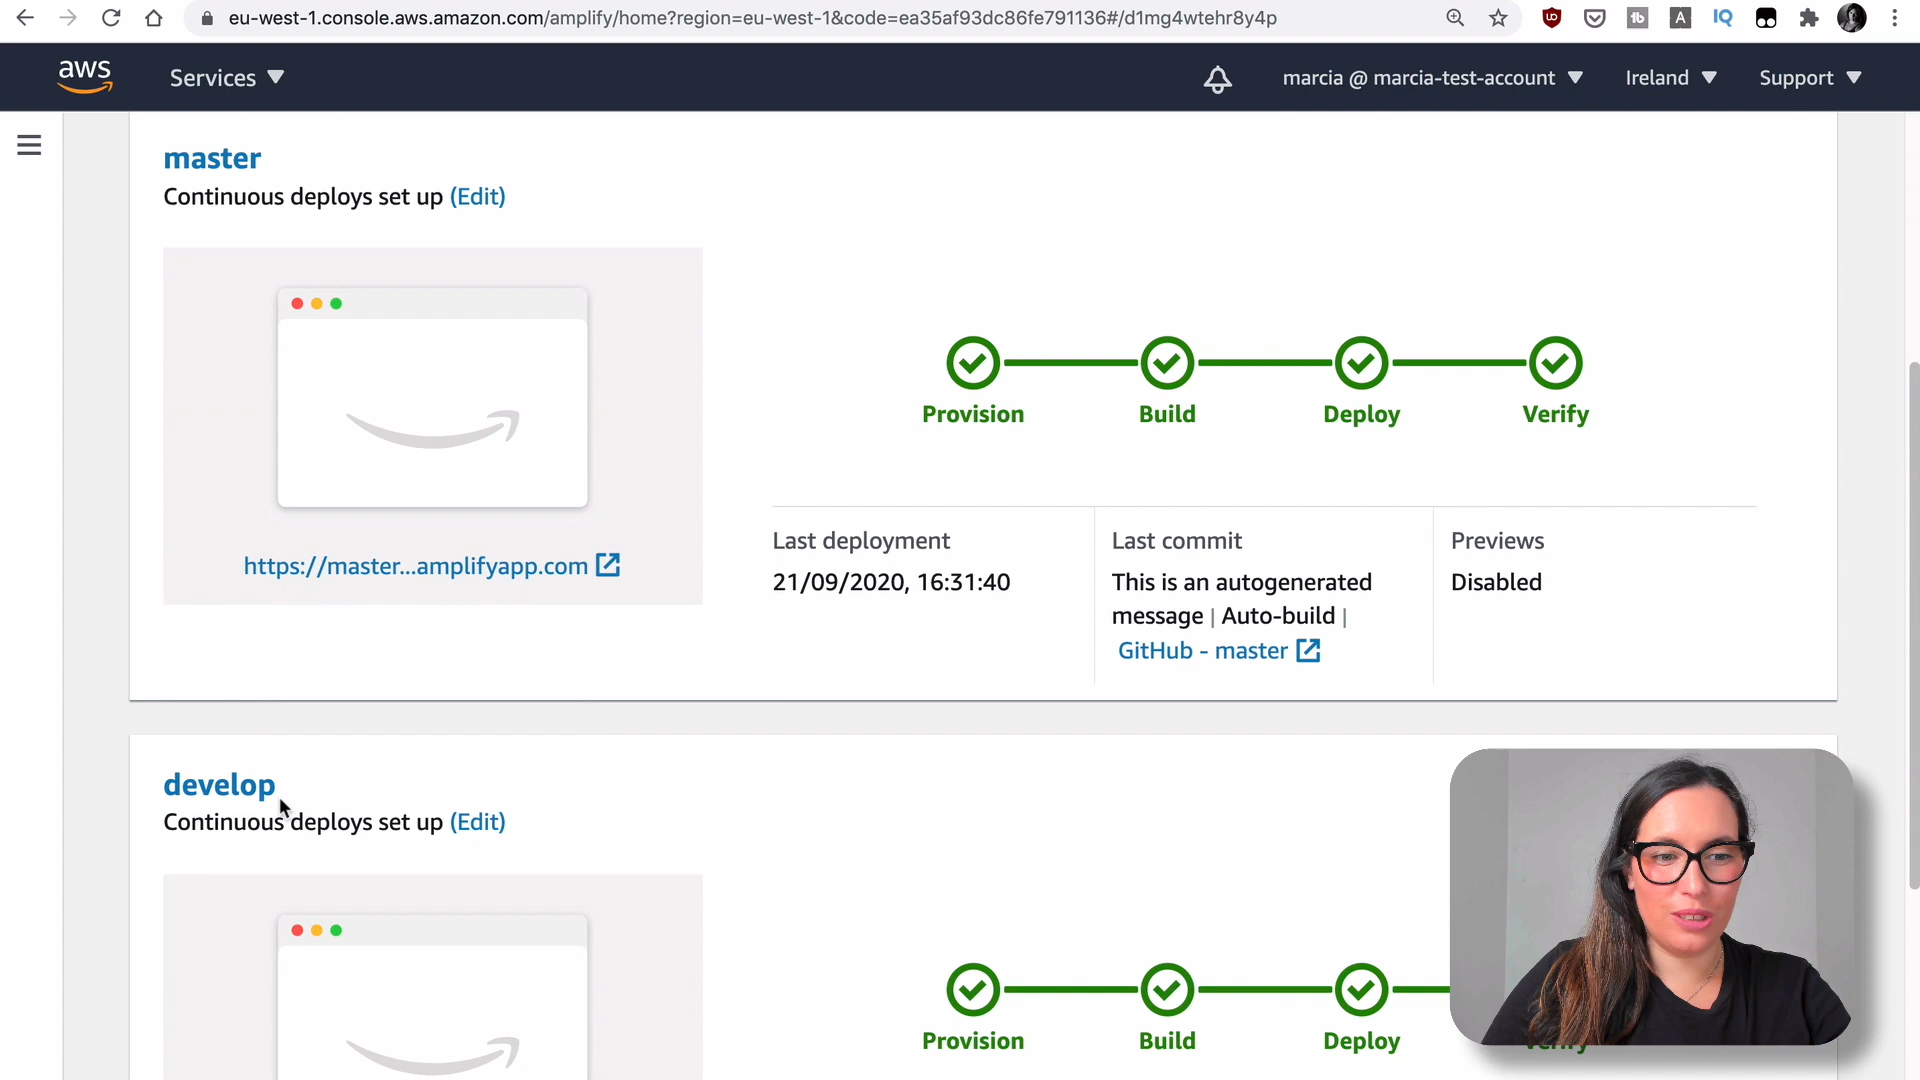 eu-west-1.console.aws.amazon.com/amplify/home?region=eu-west-1&code=ea35af93dc86fe791136#/d1mg4wtehr8y4p
UO
tb
A
IQ
aws
Services
marcia @ marcia-test-account
Ireland
Support
master
Continuous deploys set up (Edit)
Provision
Build
Deploy
Verify
https://master...amplifyapp.com
Last deployment
21/09/2020, 16:31:40
Last commit
This is an autogenerated
message | Auto-build |
GitHub - master
Previews
Disabled
develop
Continuous deploys set up (Edit)
Provision
Build
Deploy